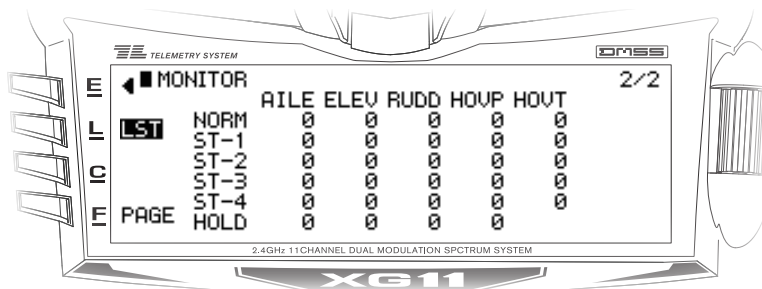 TELEMETRY SYSTEM DMSS
E MONITOR 2/2
AILE ELEV RUDD HOVP HOVT
LST NORM 0 0 0 0 0
L ST-1 0 0 0 0 0
ST-2 0 0 0 0 0
C ST-3 0 0 0 0 0
ST-4 0 0 0 0 0
F PAGE HOLD 0 0 0 0
2.4GHz 11CHANNEL DUAL MODULATION SPCTRUM SYSTEM
XG11